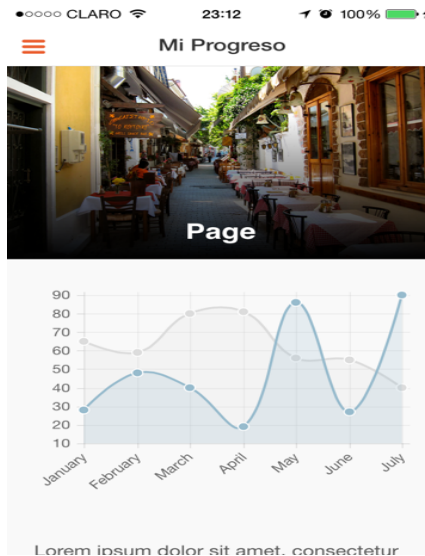 CLARO 23:12 100%
Mi Progreso
Page
90
80
70
60
50
40
30
20
10
January February March April May June July
Lorem ipsum dolor sit amet, consectetur